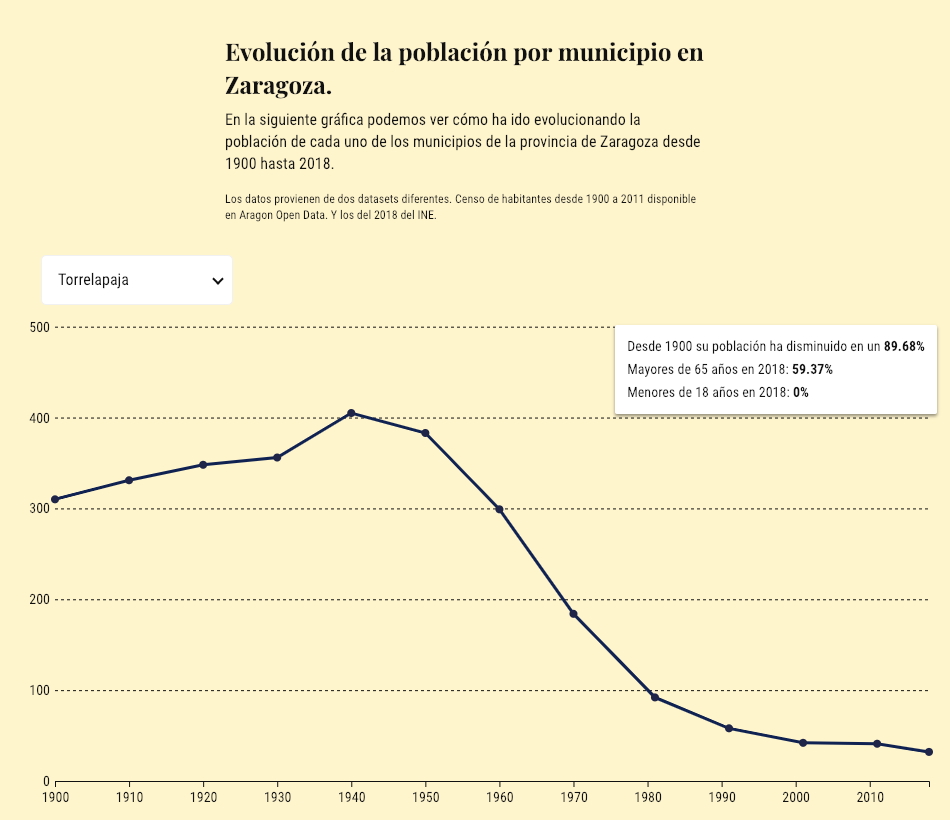 Evolución de la población por municipio en
Zaragoza.
En la siguiente gráfica podemos ver cómo ha ido evolucionando la
población de cada uno de los municipios de la provincia de Zaragoza desde
1900 hasta 2018.
Los datos provienen de dos datasets diferentes. Censo de habitantes desde 1900 a 2011 disponible
en Aragon Open Data. Y los del 2018 del INE.
Torrelapaja
Desde 1900 su población ha disminuido en un 89.68%
Mayores de 65 años en 2018: 59.37%
Menores de 18 años en 2018: 0%
500
400
300
200
100
0
1900 1910 1920 1930 1940 1950 1960 1970 1980 1990 2000 2010